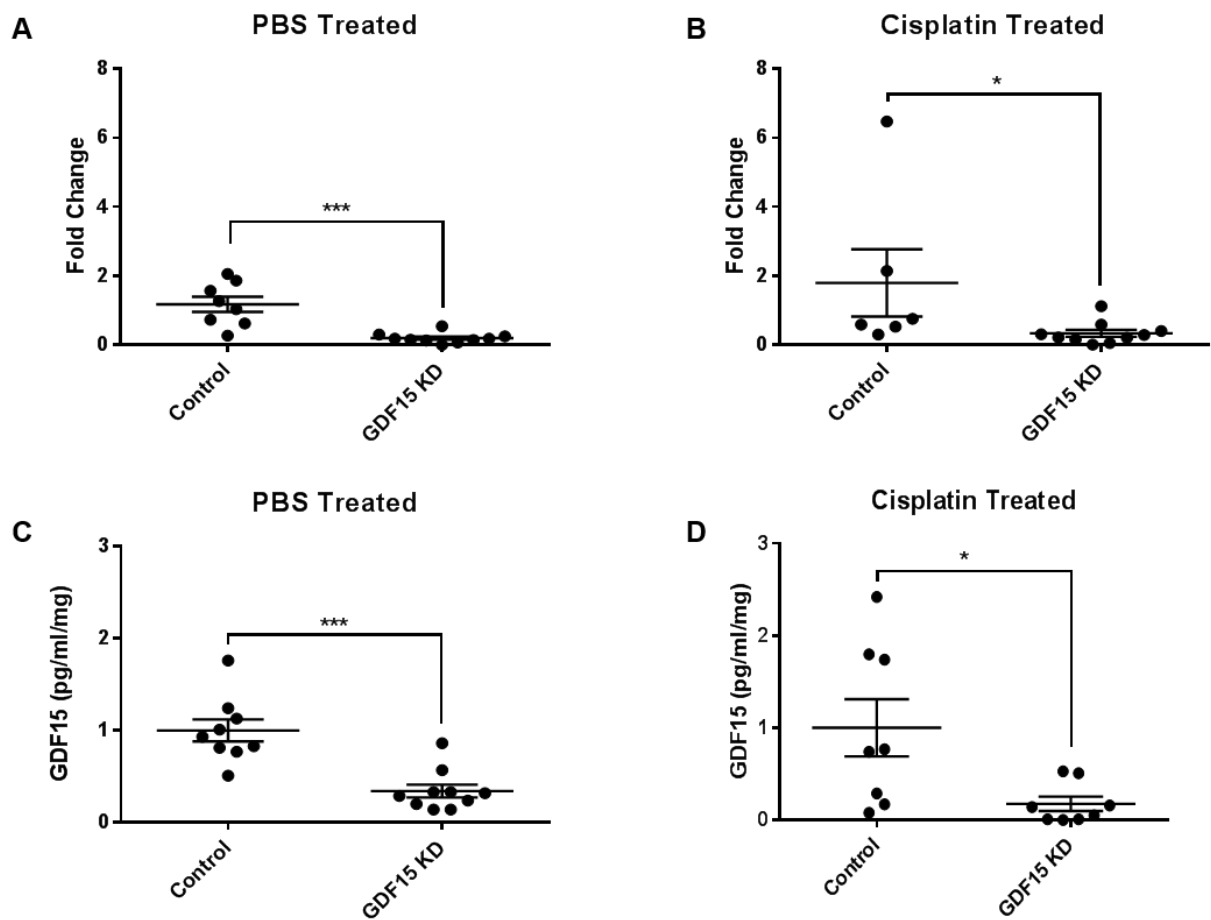 A
PBS Treated
Fold Change
8
6
4
2
0
***
Control
GDF15 KD
B
Cisplatin Treated
Fold Change
8
6
4
2
0
*
Control
GDF15 KD
C
PBS Treated
GDF15 (pg/ml/mg)
3
2
1
0
***
Control
GDF15 KD
D
Cisplatin Treated
GDF15 (pg/ml/mg)
3
2
1
0
*
Control
GDF15 KD